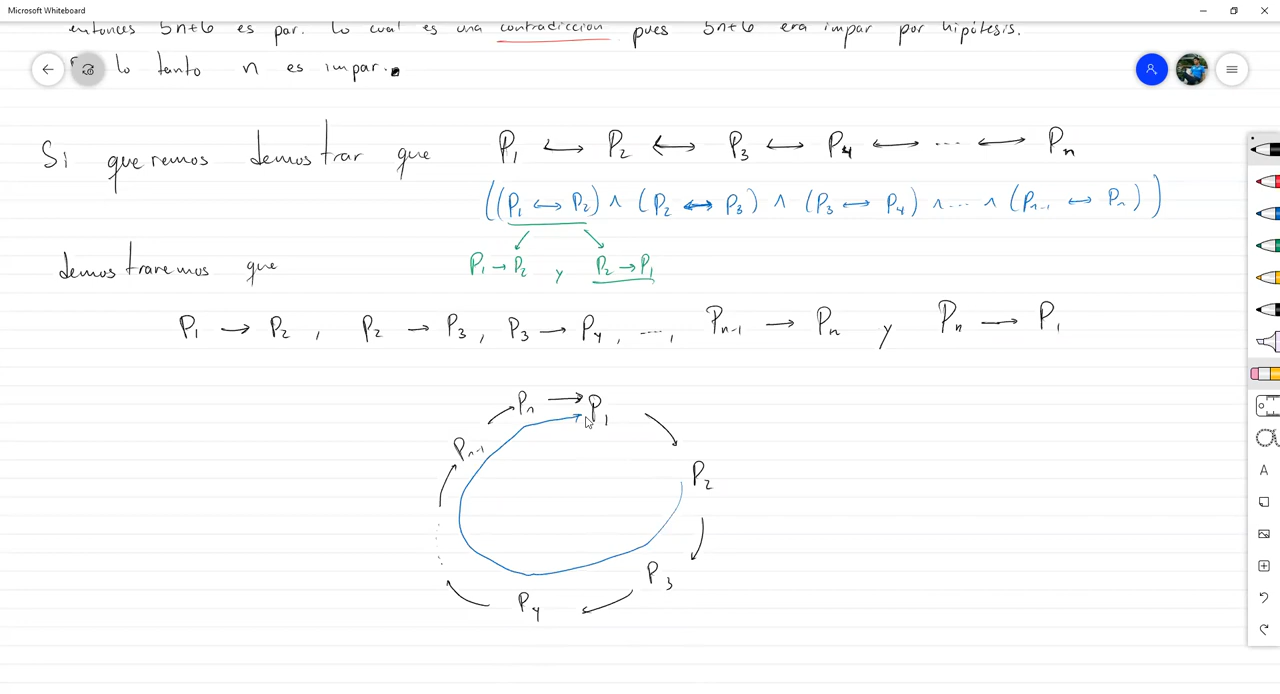 Microsoft Whiteboard
entonces 5n+6 es par. Lo cual es una contradiccion pues 5n+6 era impar por hipótesis.
lo tanto n es impar.
Si queremos demostrar que P₁ ↔ P₂ ↔ P₃ ↔ P₄ ↔ ... ↔ Pₙ
((P₁ ↔ P₂) ∧ (P₂ ↔ P₃) ∧ (P₃ ↔ P₄) ∧ ... ∧ (Pₙ₋₁ ↔ Pₙ))
demostraremos que P₁ → P₂ y P₂ → P₁
P₁ → P₂ , P₂ → P₃ , P₃ → P₄ , ... , Pₙ₋₁ → Pₙ y Pₙ → P₁
Pₙ → P₁
Pₙ₋₁
P₂
P₃
P₄
A